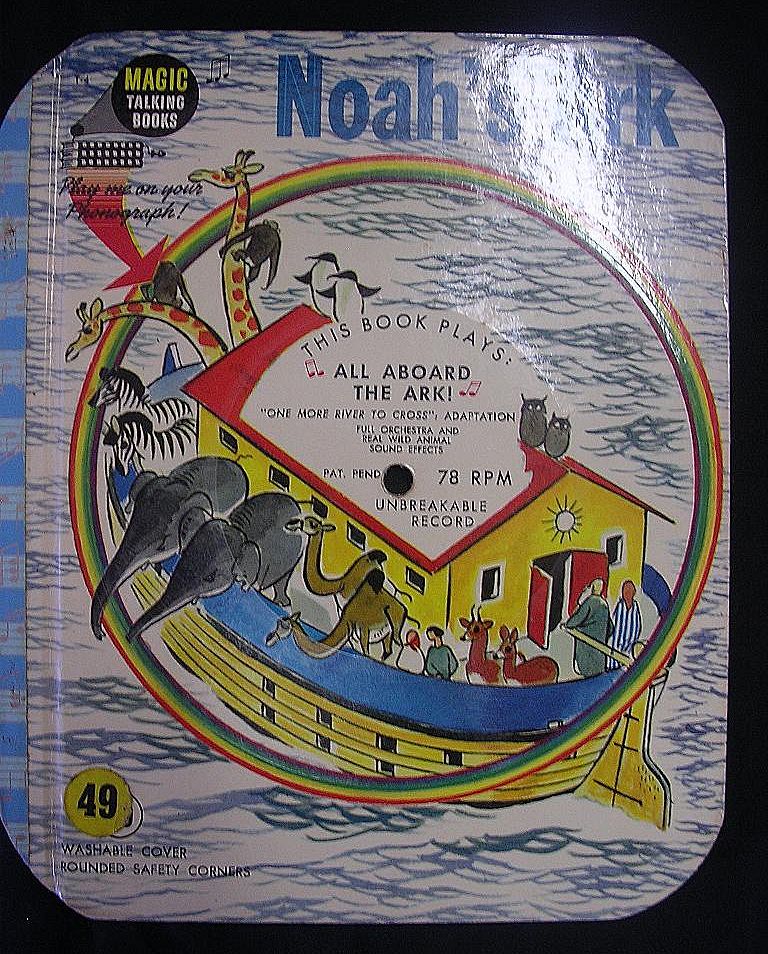 MAGIC
TALKING
BOOKS
Noah's Ark
Play me on your
Phonograph!
THIS BOOK PLAYS:
ALL ABOARD
THE ARK!
"ONE MORE RIVER TO CROSS"; ADAPTATION
FULL ORCHESTRA AND
REAL WILD ANIMAL
SOUND EFFECTS
PAT. PEND
78 RPM
UNBREAKABLE
RECORD
49
WASHABLE COVER
ROUNDED SAFETY CORNERS